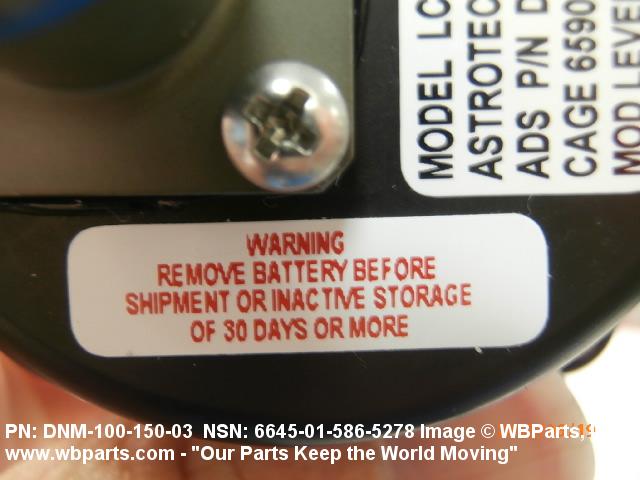 MODEL LC
ASTROTEC
ADS P/N D
CAGE 6590
MOD LEVE
WARNING
REMOVE BATTERY BEFORE
SHIPMENT OR INACTIVE STORAGE
OF 30 DAYS OR MORE
PN: DNM-100-150-03 NSN: 6645-01-586-5278 Image © WBParts,
www.wbparts.com - "Our Parts Keep the World Moving"